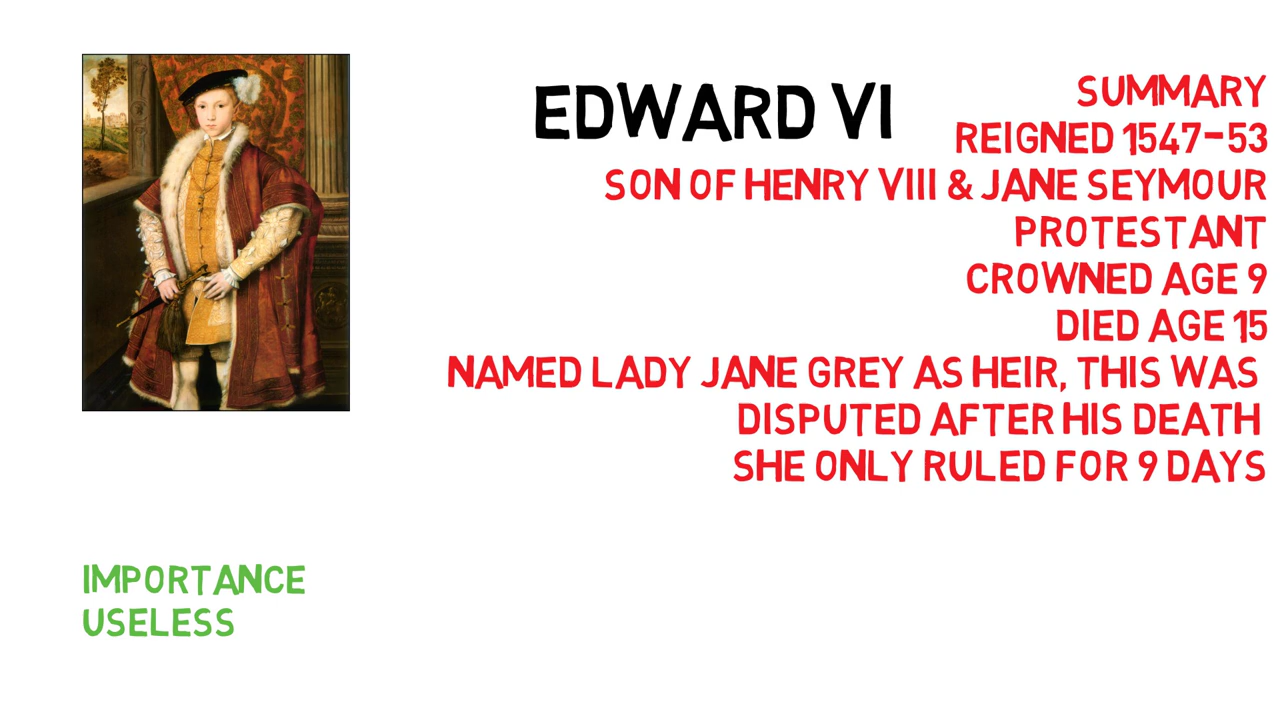 EDWARD VI
SUMMARY
REIGNED 1547-53
SON OF HENRY VIII & JANE SEYMOUR
PROTESTANT
CROWNED AGE 9
DIED AGE 15
NAMED LADY JANE GREY AS HEIR, THIS WAS
DISPUTED AFTER HIS DEATH
SHE ONLY RULED FOR 9 DAYS
IMPORTANCE
USELESS